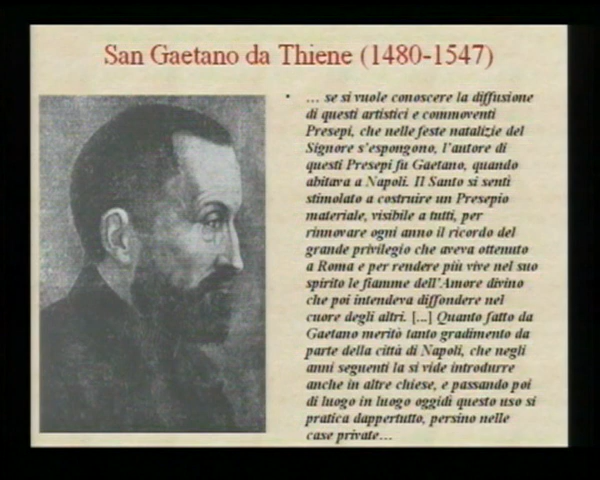 San Gaetano da Thiene (1480-1547)
• … se si vuole conoscere la diffusione
di questi artistici e commoventi
Presepi, che nelle feste natalizie del
Signore s'espongono, l'autore di
questi Presepi fu Gaetano, quando
abitava a Napoli. Il Santo si sentì
stimolato a costruire un Presepio
materiale, visibile a tutti, per
rinnovare ogni anno il ricordo del
grande privilegio che aveva ottenuto
a Roma e per rendere più vive nel suo
spirito le fiamme dell'Amore divino
che poi intendeva diffondere nel
cuore degli altri. [...] Quanto fatto da
Gaetano meritò tanto gradimento da
parte della città di Napoli, che negli
anni seguenti la si vide introdurre
anche in altre chiese, e passando poi
di luogo in luogo oggidì questo uso si
pratica dappertutto, persino nelle
case private…